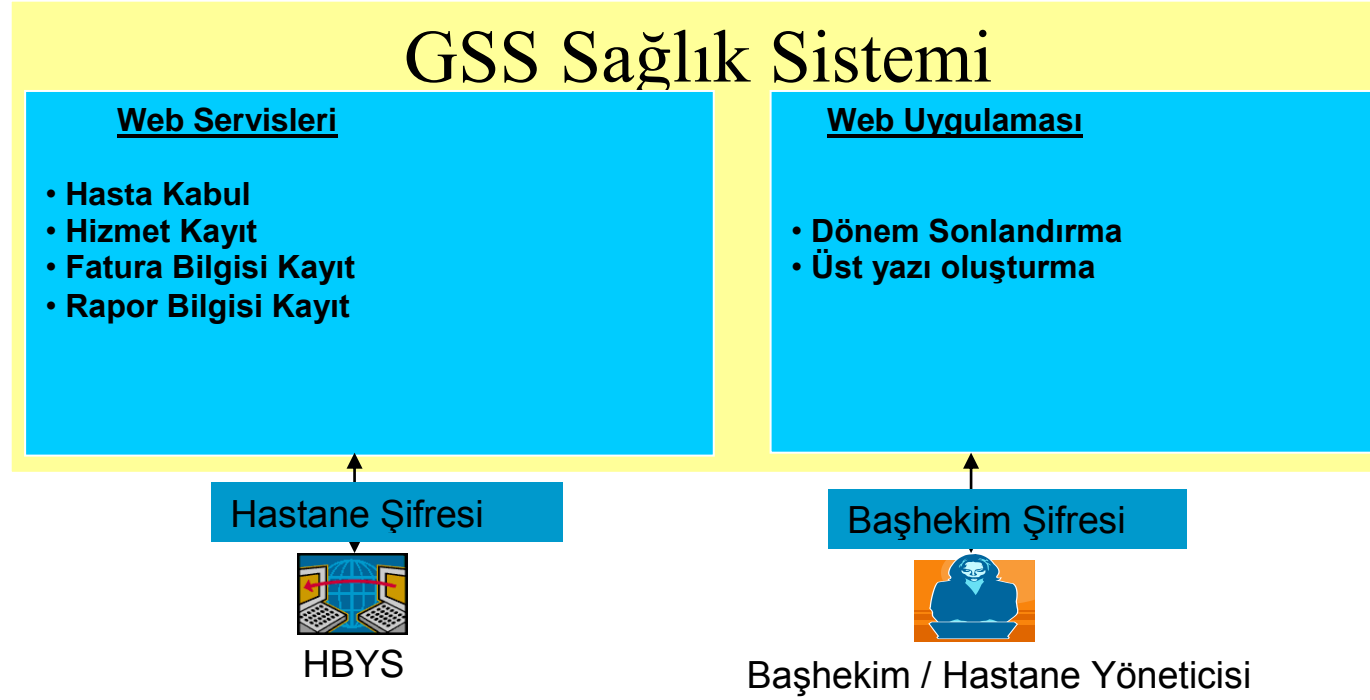 GSS Sağlık Sistemi
Web Servisleri
• Hasta Kabul
• Hizmet Kayıt
• Fatura Bilgisi Kayıt
• Rapor Bilgisi Kayıt
Web Uygulaması
• Dönem Sonlandırma
• Üst yazı oluşturma
Hastane Şifresi
Başhekim Şifresi
HBYS
Başhekim / Hastane Yöneticisi